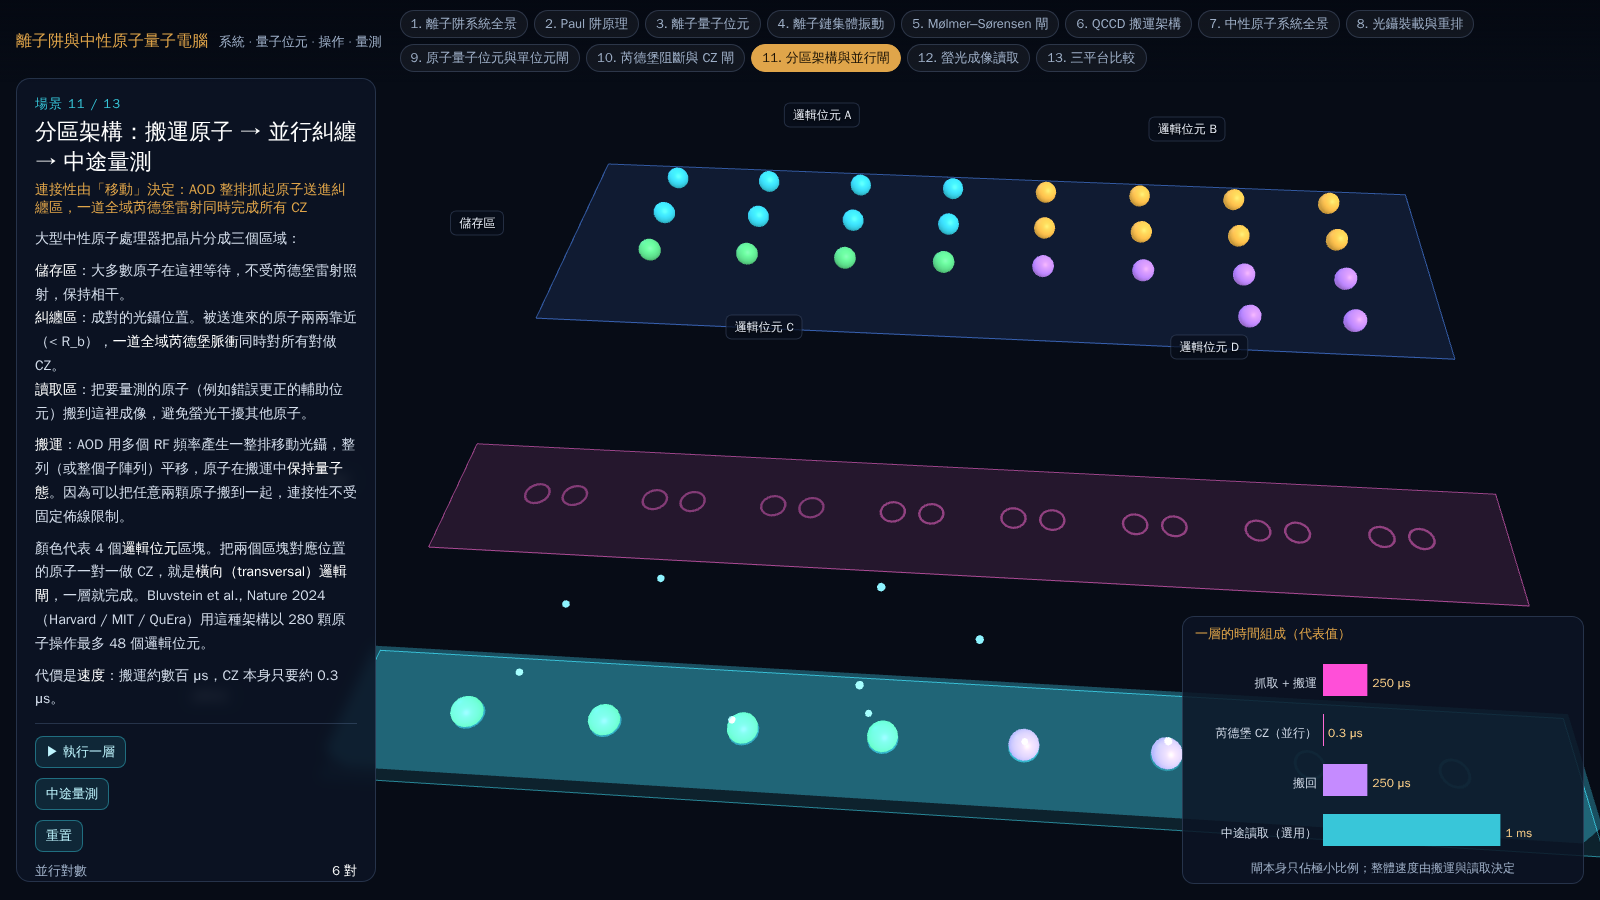 離子阱與中性原子量子電腦 系統 · 量子位元 · 操作 · 量測
1. 離子阱系統全景
2. Paul 阱原理
3. 離子量子位元
4. 離子鏈集體振動
5. Mølmer–Sørensen 閘
6. QCCD 搬運架構
7. 中性原子系統全景
8. 光鑷裝載與重排
9. 原子量子位元與單位元閘
10. 芮德堡阻斷與 CZ 閘
11. 分區架構與並行閘
12. 螢光成像讀取
13. 三平台比較
場景 11 / 13
分區架構：搬運原子 → 並行糾纏
→ 中途量測
連接性由「移動」決定：AOD 整排抓起原子送進糾
纏區，一道全域芮德堡雷射同時完成所有 CZ
大型中性原子處理器把晶片分成三個區域：
儲存區：大多數原子在這裡等待，不受芮德堡雷射照
射，保持相干。
糾纏區：成對的光鑷位置。被送進來的原子兩兩靠近
（< R_b），一道全域芮德堡脈衝同時對所有對做
CZ。
讀取區：把要量測的原子（例如錯誤更正的輔助位
元）搬到這裡成像，避免螢光干擾其他原子。
搬運：AOD 用多個 RF 頻率產生一整排移動光鑷，整
列（或整個子陣列）平移，原子在搬運中保持量子
態。因為可以把任意兩顆原子搬到一起，連接性不受
固定佈線限制。
顏色代表 4 個邏輯位元區塊。把兩個區塊對應位置
的原子一對一做 CZ，就是橫向（transversal）邏輯
閘，一層就完成。Bluvstein et al., Nature 2024
（Harvard / MIT / QuEra）用這種架構以 280 顆原
子操作最多 48 個邏輯位元。
代價是速度：搬運約數百 μs，CZ 本身只要約 0.3
μs。
▶ 執行一層
中途量測
重置
並行對數 6 對
邏輯位元 A
邏輯位元 B
儲存區
邏輯位元 C
邏輯位元 D
一層的時間組成（代表值）
抓取 + 搬運 250 μs
芮德堡 CZ（並行） 0.3 μs
搬回 250 μs
中途讀取（選用） 1 ms
閘本身只佔極小比例；整體速度由搬運與讀取決定